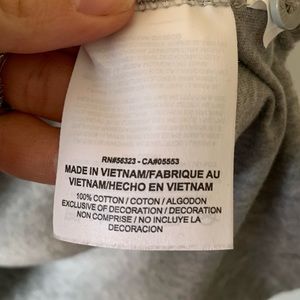 RN#56323 - CA#05553
MADE IN VIETNAM/FABRIQUE AU
VIETNAM/HECHO EN VIETNAM
100% COTTON / COTON / ALGODON
EXCLUSIVE OF DECORATION / DECORATION
NON COMPRISE / NO INCLUYE LA
DECORACION